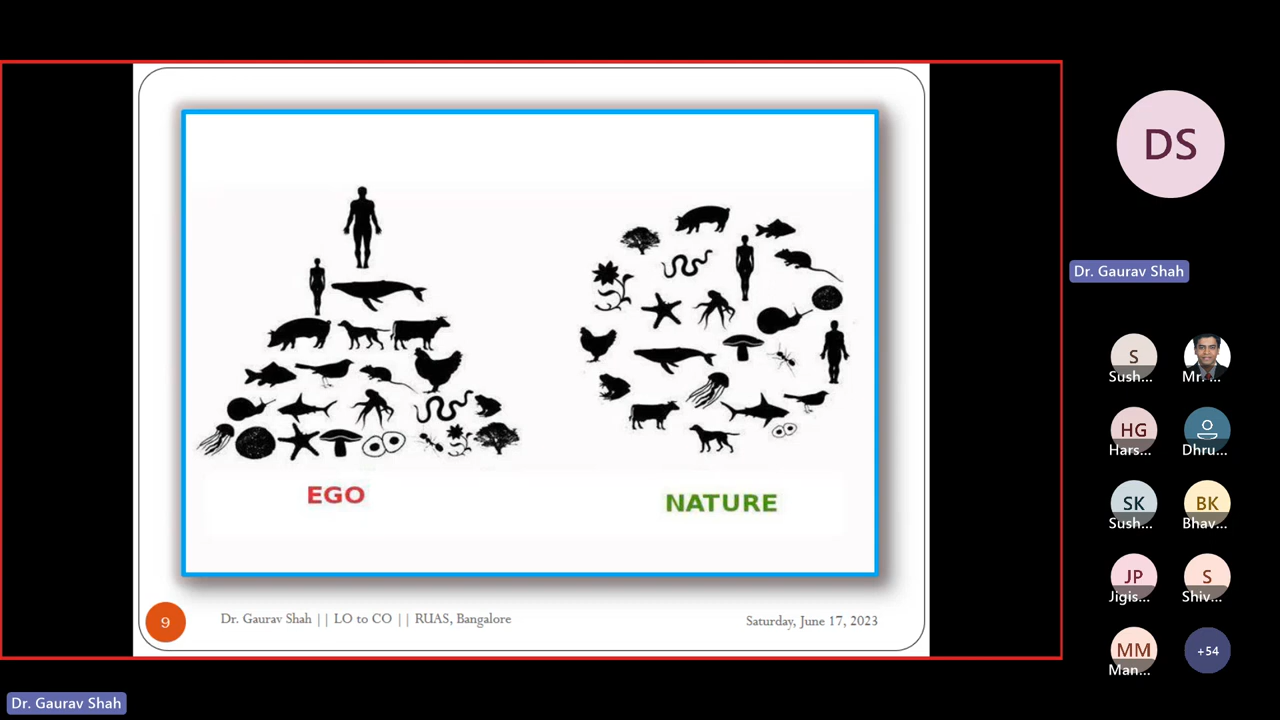 EGO
NATURE
9
Dr. Gaurav Shah || LO to CO || RUAS, Bangalore
Saturday, June 17, 2023
DS
Dr. Gaurav Shah
S
Sush...
Mr. ...
HG
Hars...
Dhru...
SK
Sush...
BK
Bhav...
JP
Jigis...
S
Shiv...
MM
Man...
+54
Dr. Gaurav Shah